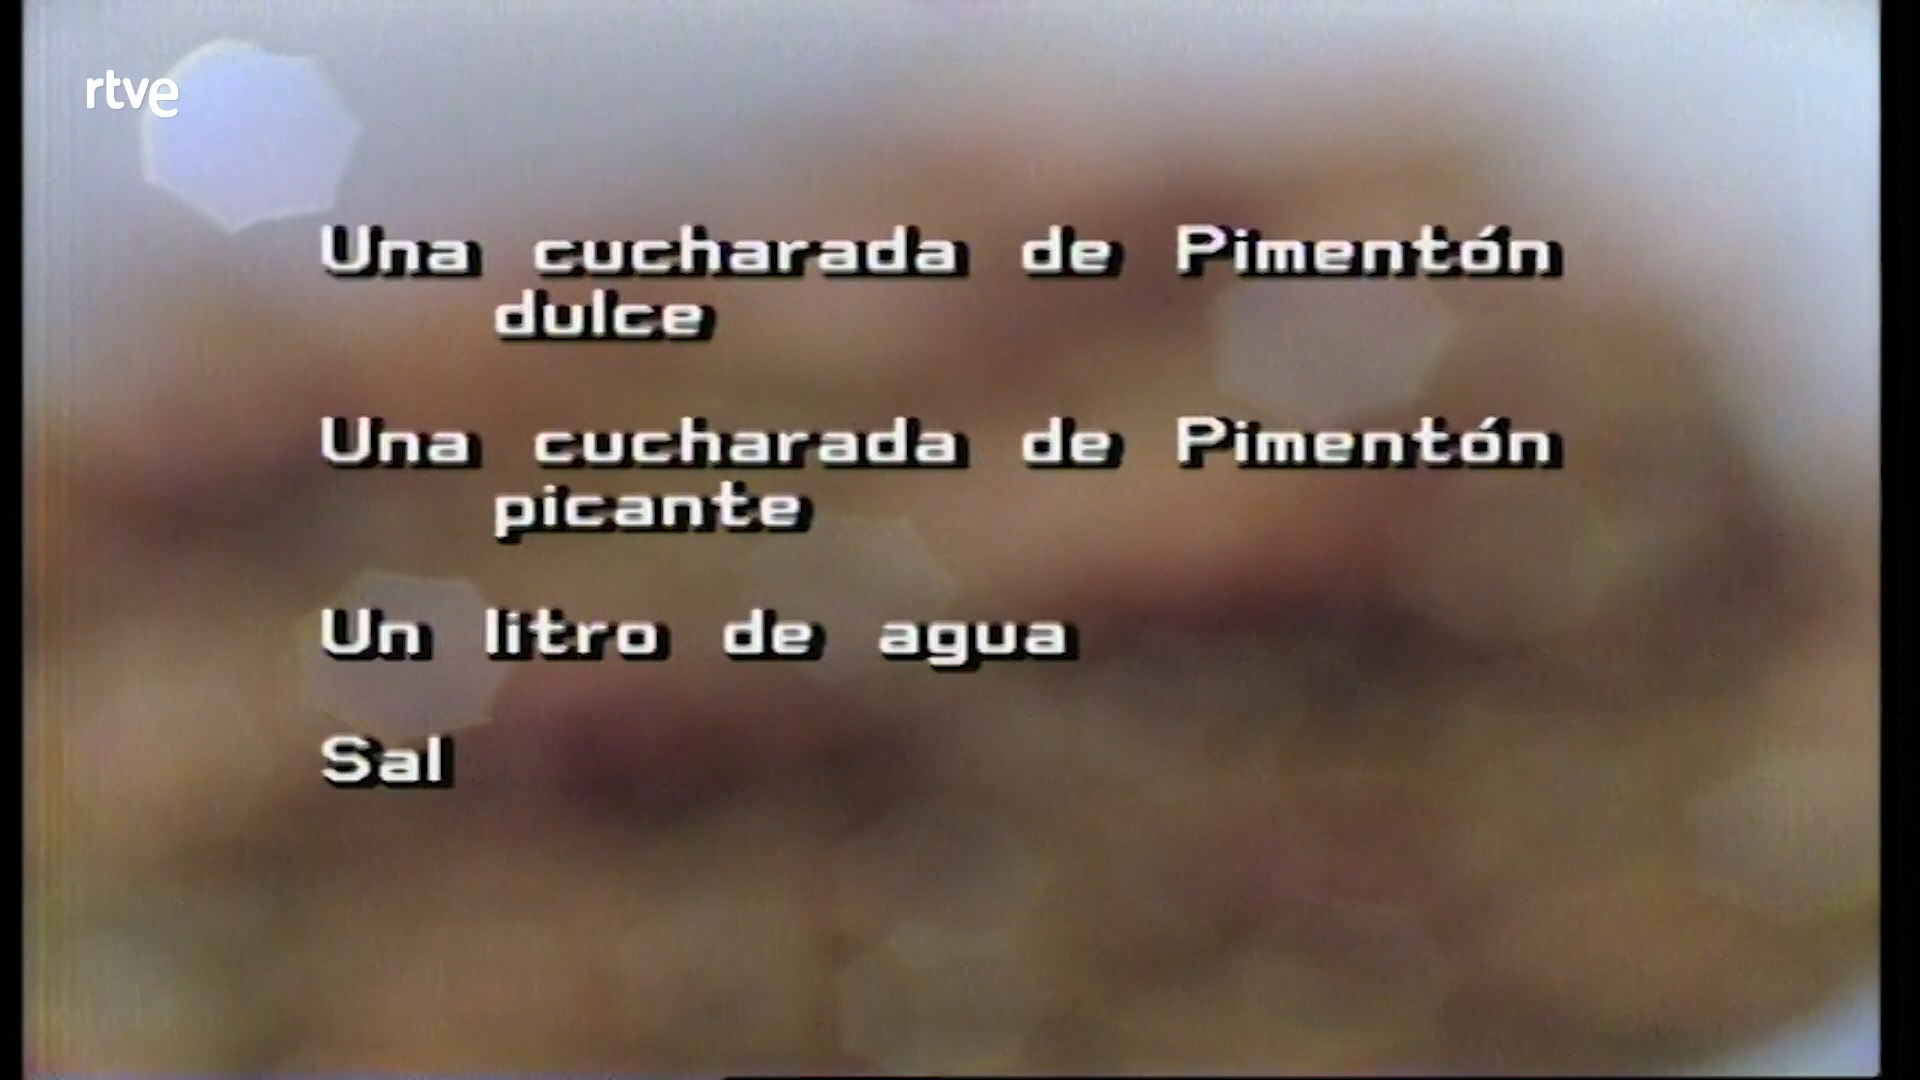 rtve
Una cucharada de Pimentón
dulce
Una cucharada de Pimentón
picante
Un litro de agua
Sal